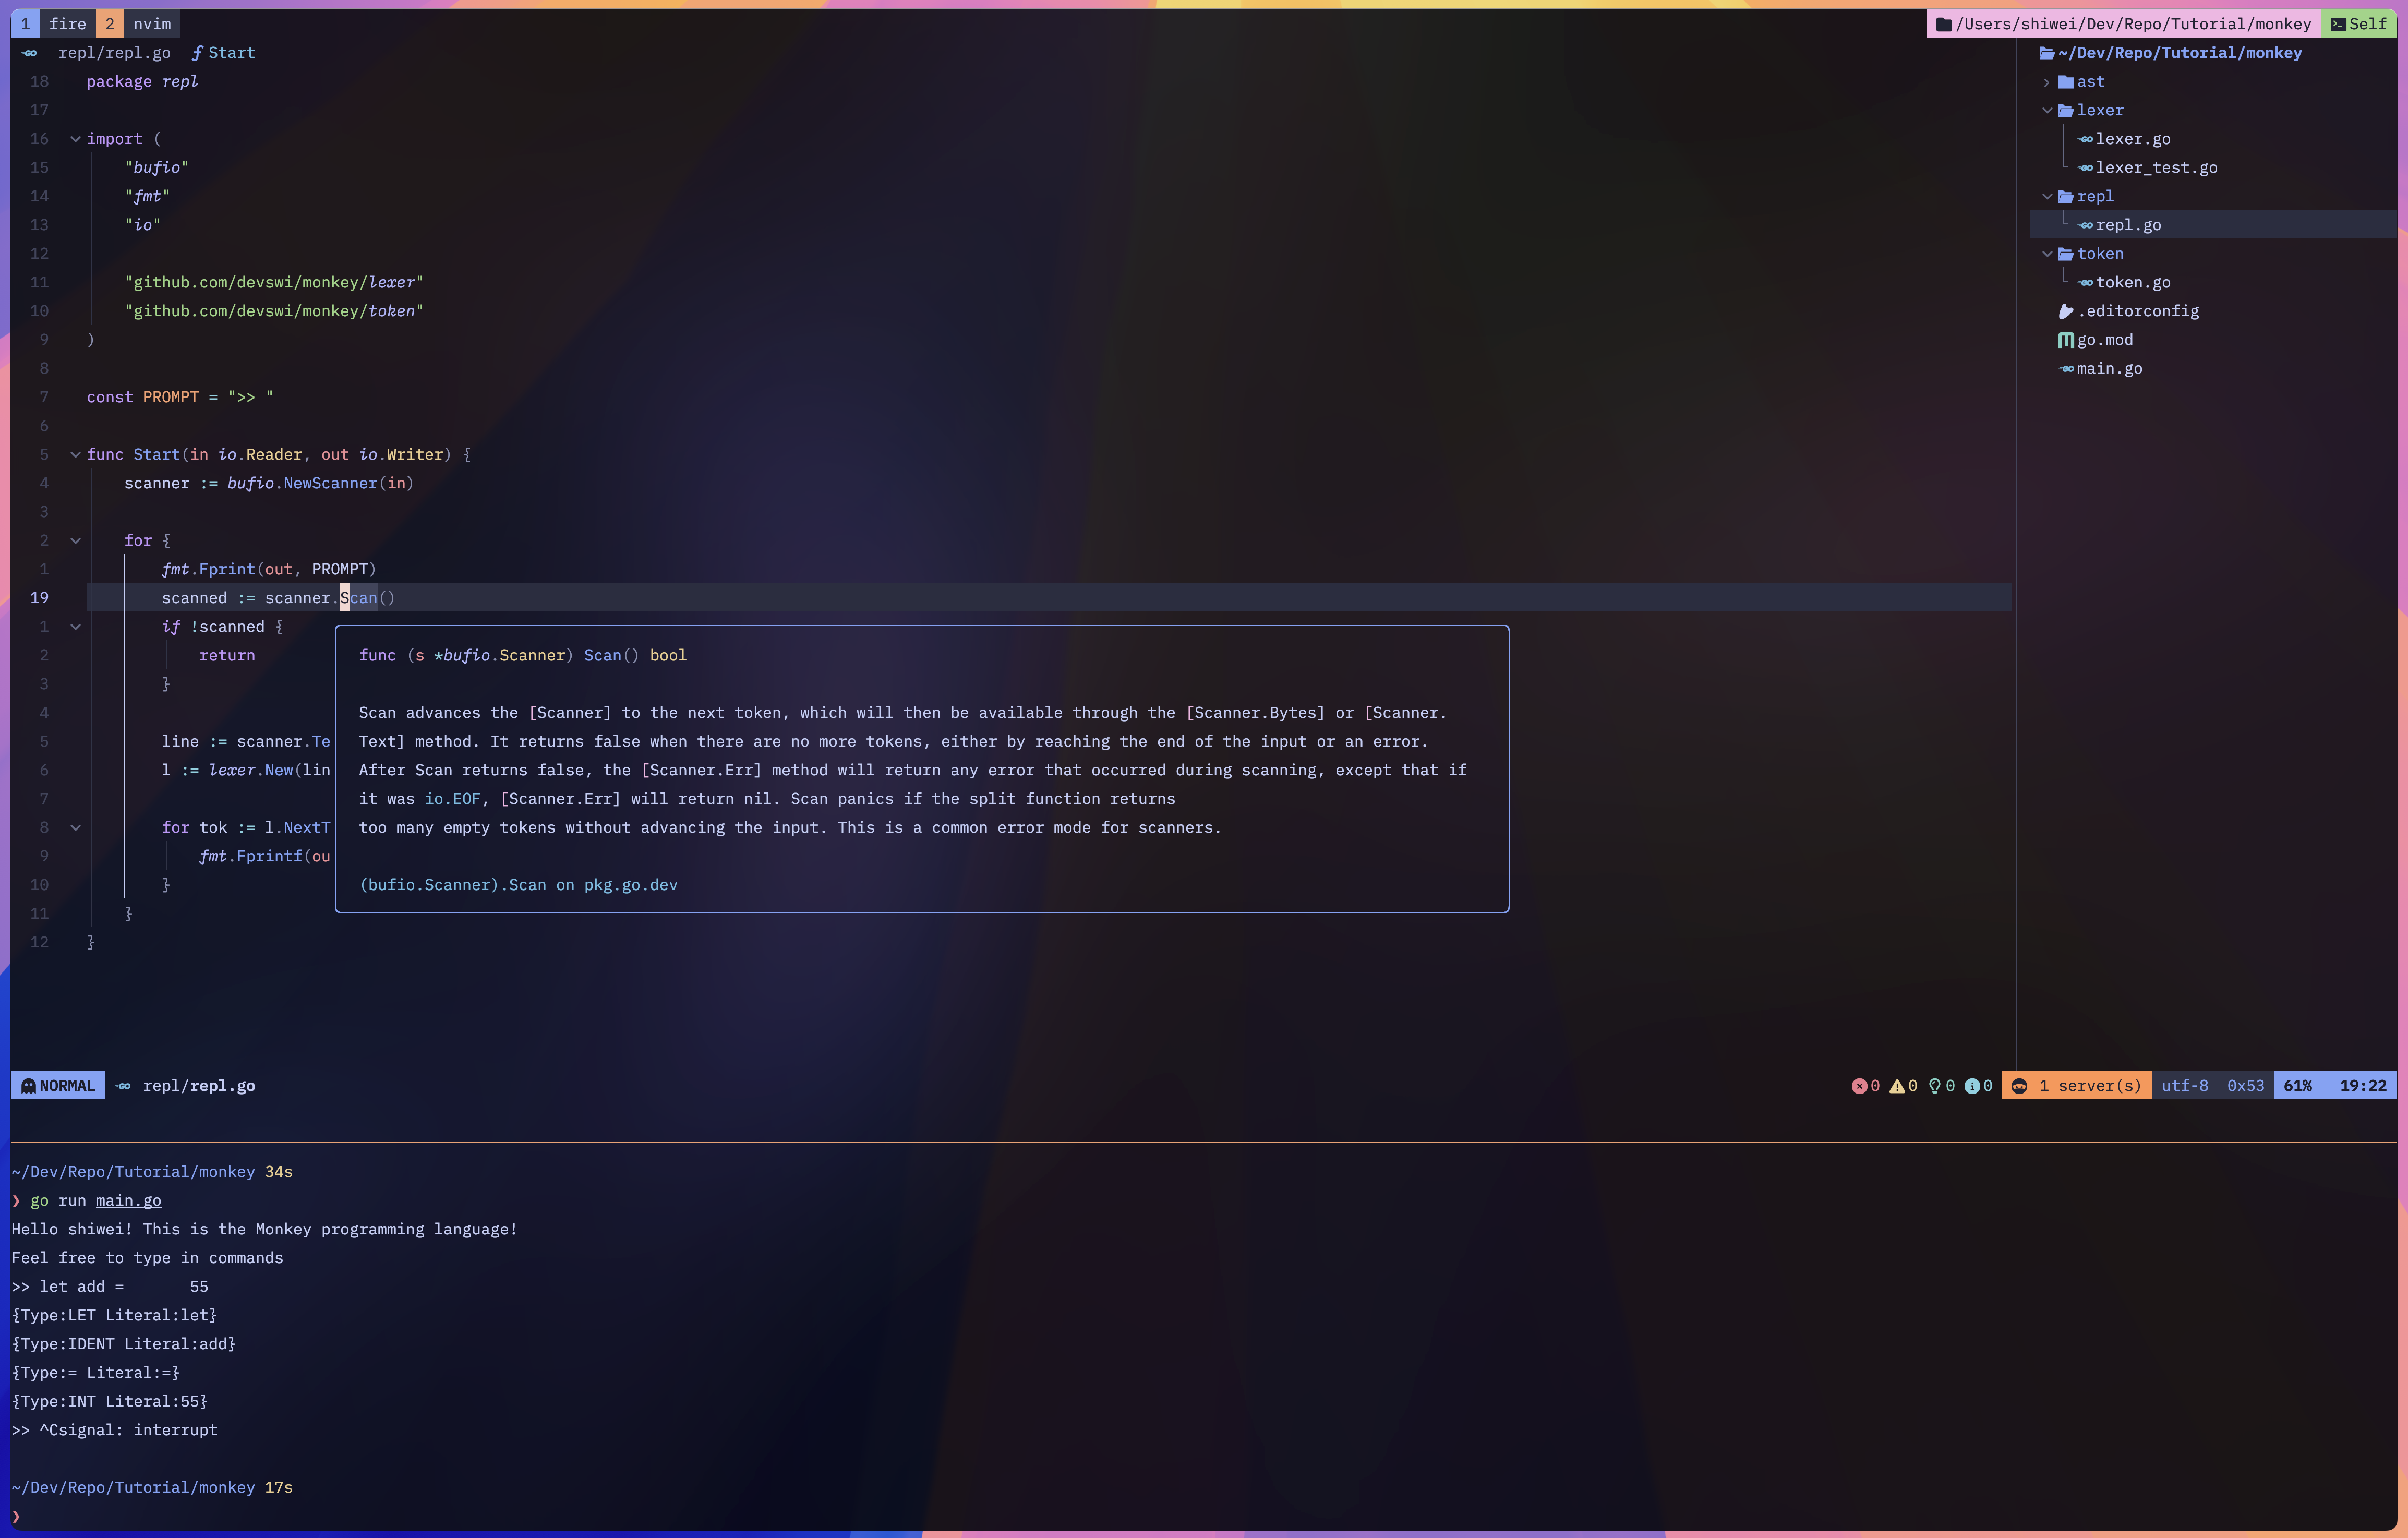 1 fire 2 nvim /Users/shiwei/Dev/Repo/Tutorial/monkey Self
repl/repl.go ƒ Start
18 package repl
17
16 import (
15 "bufio"
14 "fmt"
13 "io"
12
11 "github.com/devswi/monkey/lexer"
10 "github.com/devswi/monkey/token"
9 )
8
7 const PROMPT = ">> "
6
5 func Start(in io.Reader, out io.Writer) {
4 scanner := bufio.NewScanner(in)
3
2 for {
1 fmt.Fprint(out, PROMPT)
19 scanned := scanner.Scan()
1 if !scanned {
2 return
3 }
4
5 line := scanner.Te
6 l := lexer.New(lin
7
8 for tok := l.NextT
9 fmt.Fprintf(ou
10 }
11 }
12 }
func (s *bufio.Scanner) Scan() bool
Scan advances the [Scanner] to the next token, which will then be available through the [Scanner.Bytes] or [Scanner.
Text] method. It returns false when there are no more tokens, either by reaching the end of the input or an error.
After Scan returns false, the [Scanner.Err] method will return any error that occurred during scanning, except that if
it was io.EOF, [Scanner.Err] will return nil. Scan panics if the split function returns
too many empty tokens without advancing the input. This is a common error mode for scanners.
(bufio.Scanner).Scan on pkg.go.dev
~/Dev/Repo/Tutorial/monkey
ast
lexer
lexer.go
lexer_test.go
repl
repl.go
token
token.go
.editorconfig
go.mod
main.go
NORMAL repl/repl.go 0 0 0 0 1 server(s) utf-8 0x53 61% 19:22
~/Dev/Repo/Tutorial/monkey 34s
❯ go run main.go
Hello shiwei! This is the Monkey programming language!
Feel free to type in commands
>> let add =       55
{Type:LET Literal:let}
{Type:IDENT Literal:add}
{Type:= Literal:=}
{Type:INT Literal:55}
>> ^Csignal: interrupt
~/Dev/Repo/Tutorial/monkey 17s
❯